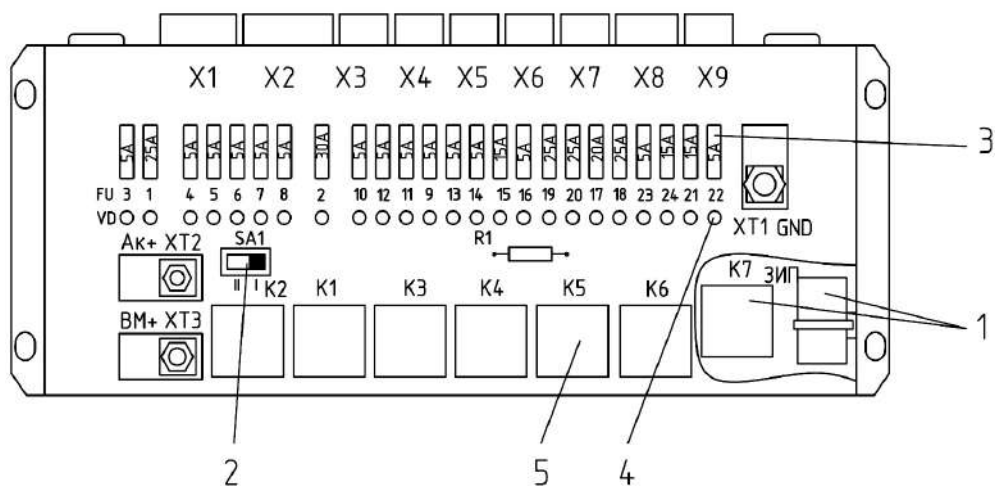 X1 X2 X3 X4 X5 X6 X7 X8 X9
5A 25A 5A 5A 5A 5A 5A 30A 5A 5A 5A 5A 5A 5A 15A 5A 25A 25A 20A 25A 5A 15A 15A 5A
3
FU 3 1 4 5 6 7 8 2 10 12 11 9 13 14 15 16 19 20 17 18 23 24 21 22
VD
XT1 GND
Ак+ XT2
SA1
R1
II I
K2 K1 K3 K4 K5 K6 K7 ЗИП
ВМ+ XT3
1
2 5 4